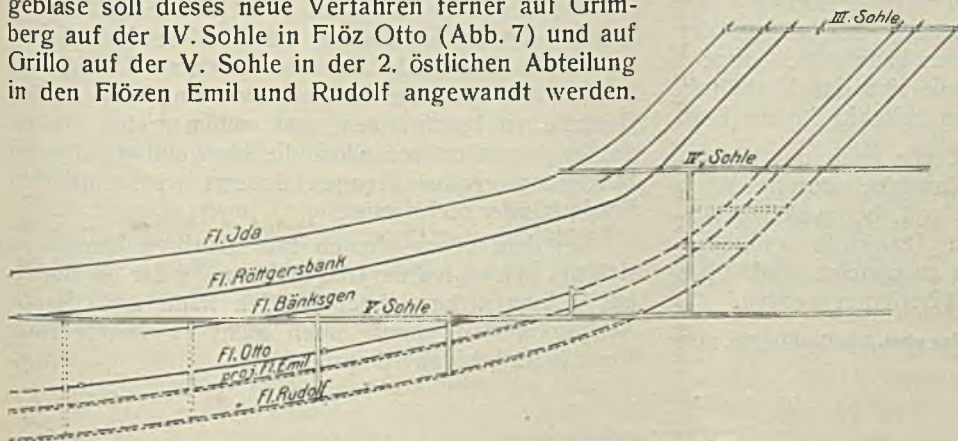 gebläse soll dieses neue Verfahren ferner auf Grim-
berg auf der IV. Sohle in Flöz Otto (Abb. 7) und auf
Grillo auf der V. Sohle in der 2. östlichen Abteilung
in den Flözen Emil und Rudolf angewandt werden.
III. Sohle
IV. Sohle
Fl. Jda
Fl. Röttgersbank
Fl. Bänksgen
V. Sohle
Fl. Otto
proj. Fl. Emil
Fl. Rudolf